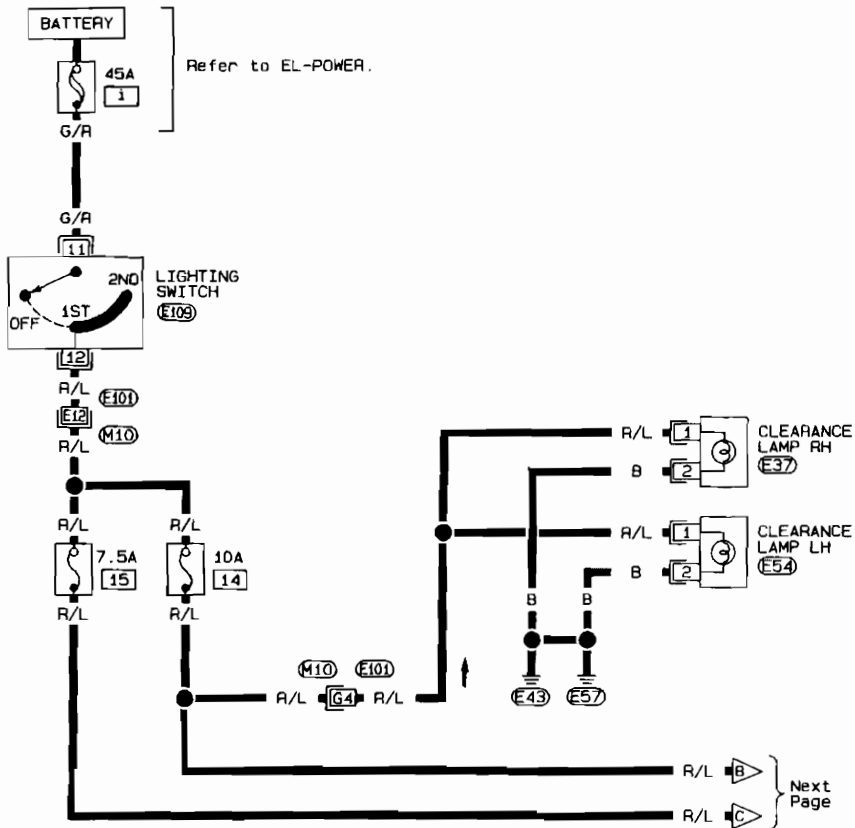 BATTERY
45A
1
Refer to EL-POWER.
G/R
G/R
11
2ND
1ST
OFF
LIGHTING
SWITCH
E109
12
R/L
E101
E12
M10
R/L
R/L
R/L
7.5A
15
10A
14
R/L
R/L
R/L
1
CLEARANCE
LAMP RH
E37
B
2
R/L
1
CLEARANCE
LAMP LH
E54
B
2
B
B
M10
E101
R/L
G4
R/L
E43
E57
R/L
B
R/L
C
Next
Page